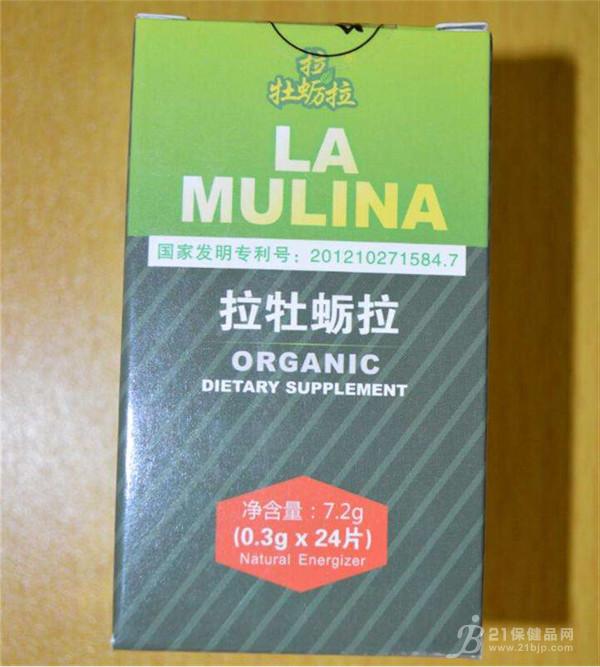 拉
牡蛎拉
LA
MULINA
国家发明专利号：201210271584.7
拉牡蛎拉
ORGANIC
DIETARY SUPPLEMENT
净含量：7.2g
(0.3g x 24片)
Natural Energizer
21保健品网
www.21bjp.com